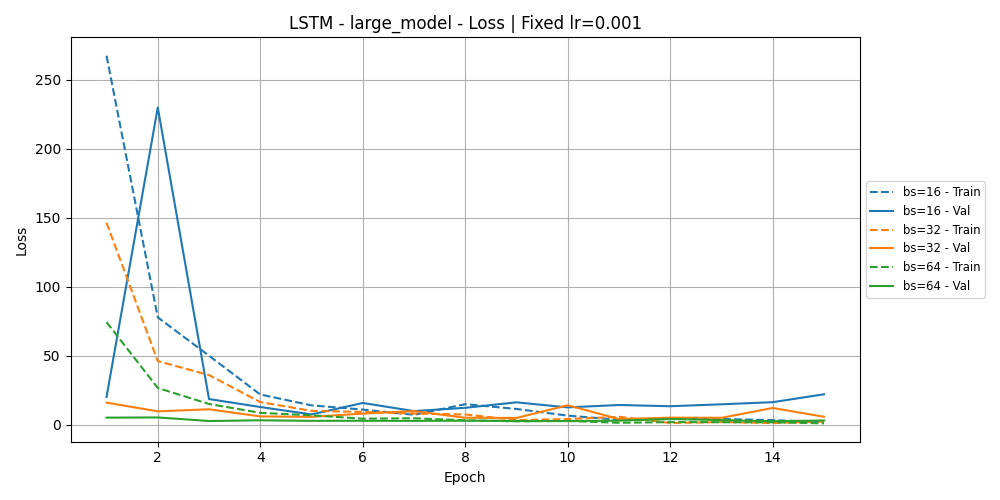 LSTM - large_model - Loss | Fixed lr=0.001
Loss
250
200
150
100
50
0
2
4
6
8
10
12
14
Epoch
bs=16 - Train
bs=16 - Val
bs=32 - Train
bs=32 - Val
bs=64 - Train
bs=64 - Val